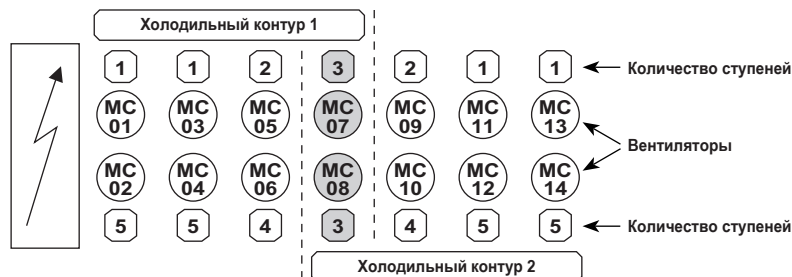 Холодильный контур 1
1 1 2 3 2 1 1 Количество ступеней
MC 01 MC 03 MC 05 MC 07 MC 09 MC 11 MC 13
Вентиляторы
MC 02 MC 04 MC 06 MC 08 MC 10 MC 12 MC 14
5 5 4 3 4 5 5 Количество ступеней
Холодильный контур 2